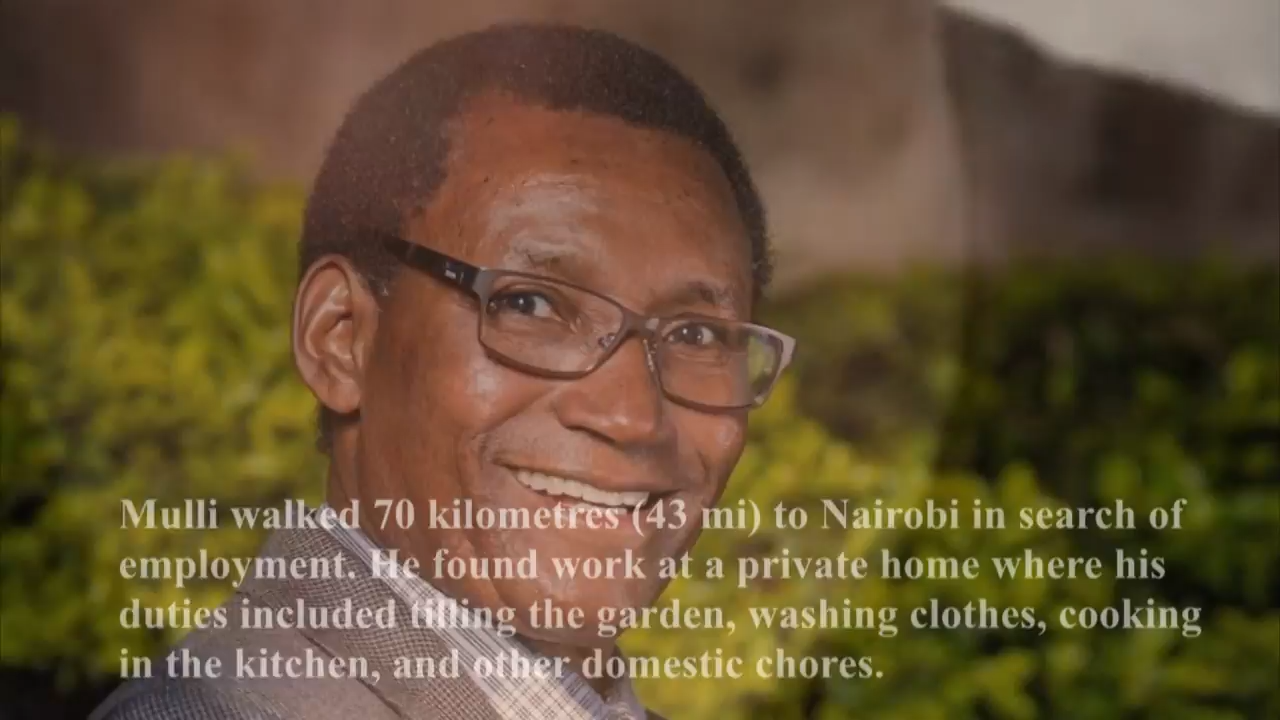 Mulli walked 70 kilometres (43 mi) to Nairobi in search of
employment. He found work at a private home where his
duties included tilling the garden, washing clothes, cooking
in the kitchen, and other domestic chores.